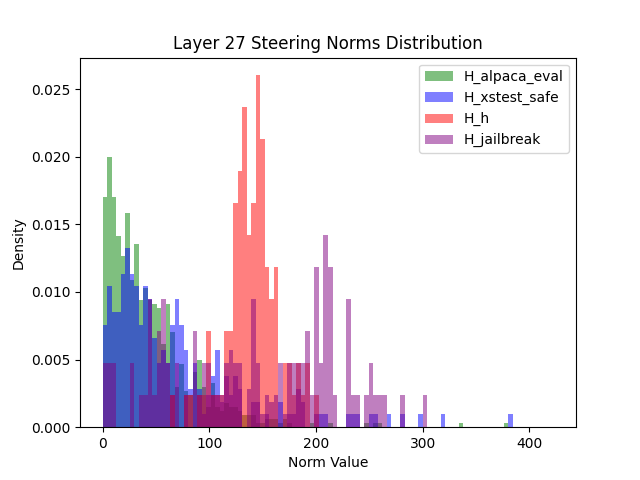 Layer 27 Steering Norms Distribution
H_alpaca_eval
H_xstest_safe
H_h
H_jailbreak
Density
0.025
0.020
0.015
0.010
0.005
0.000
0 100 200 300 400
Norm Value